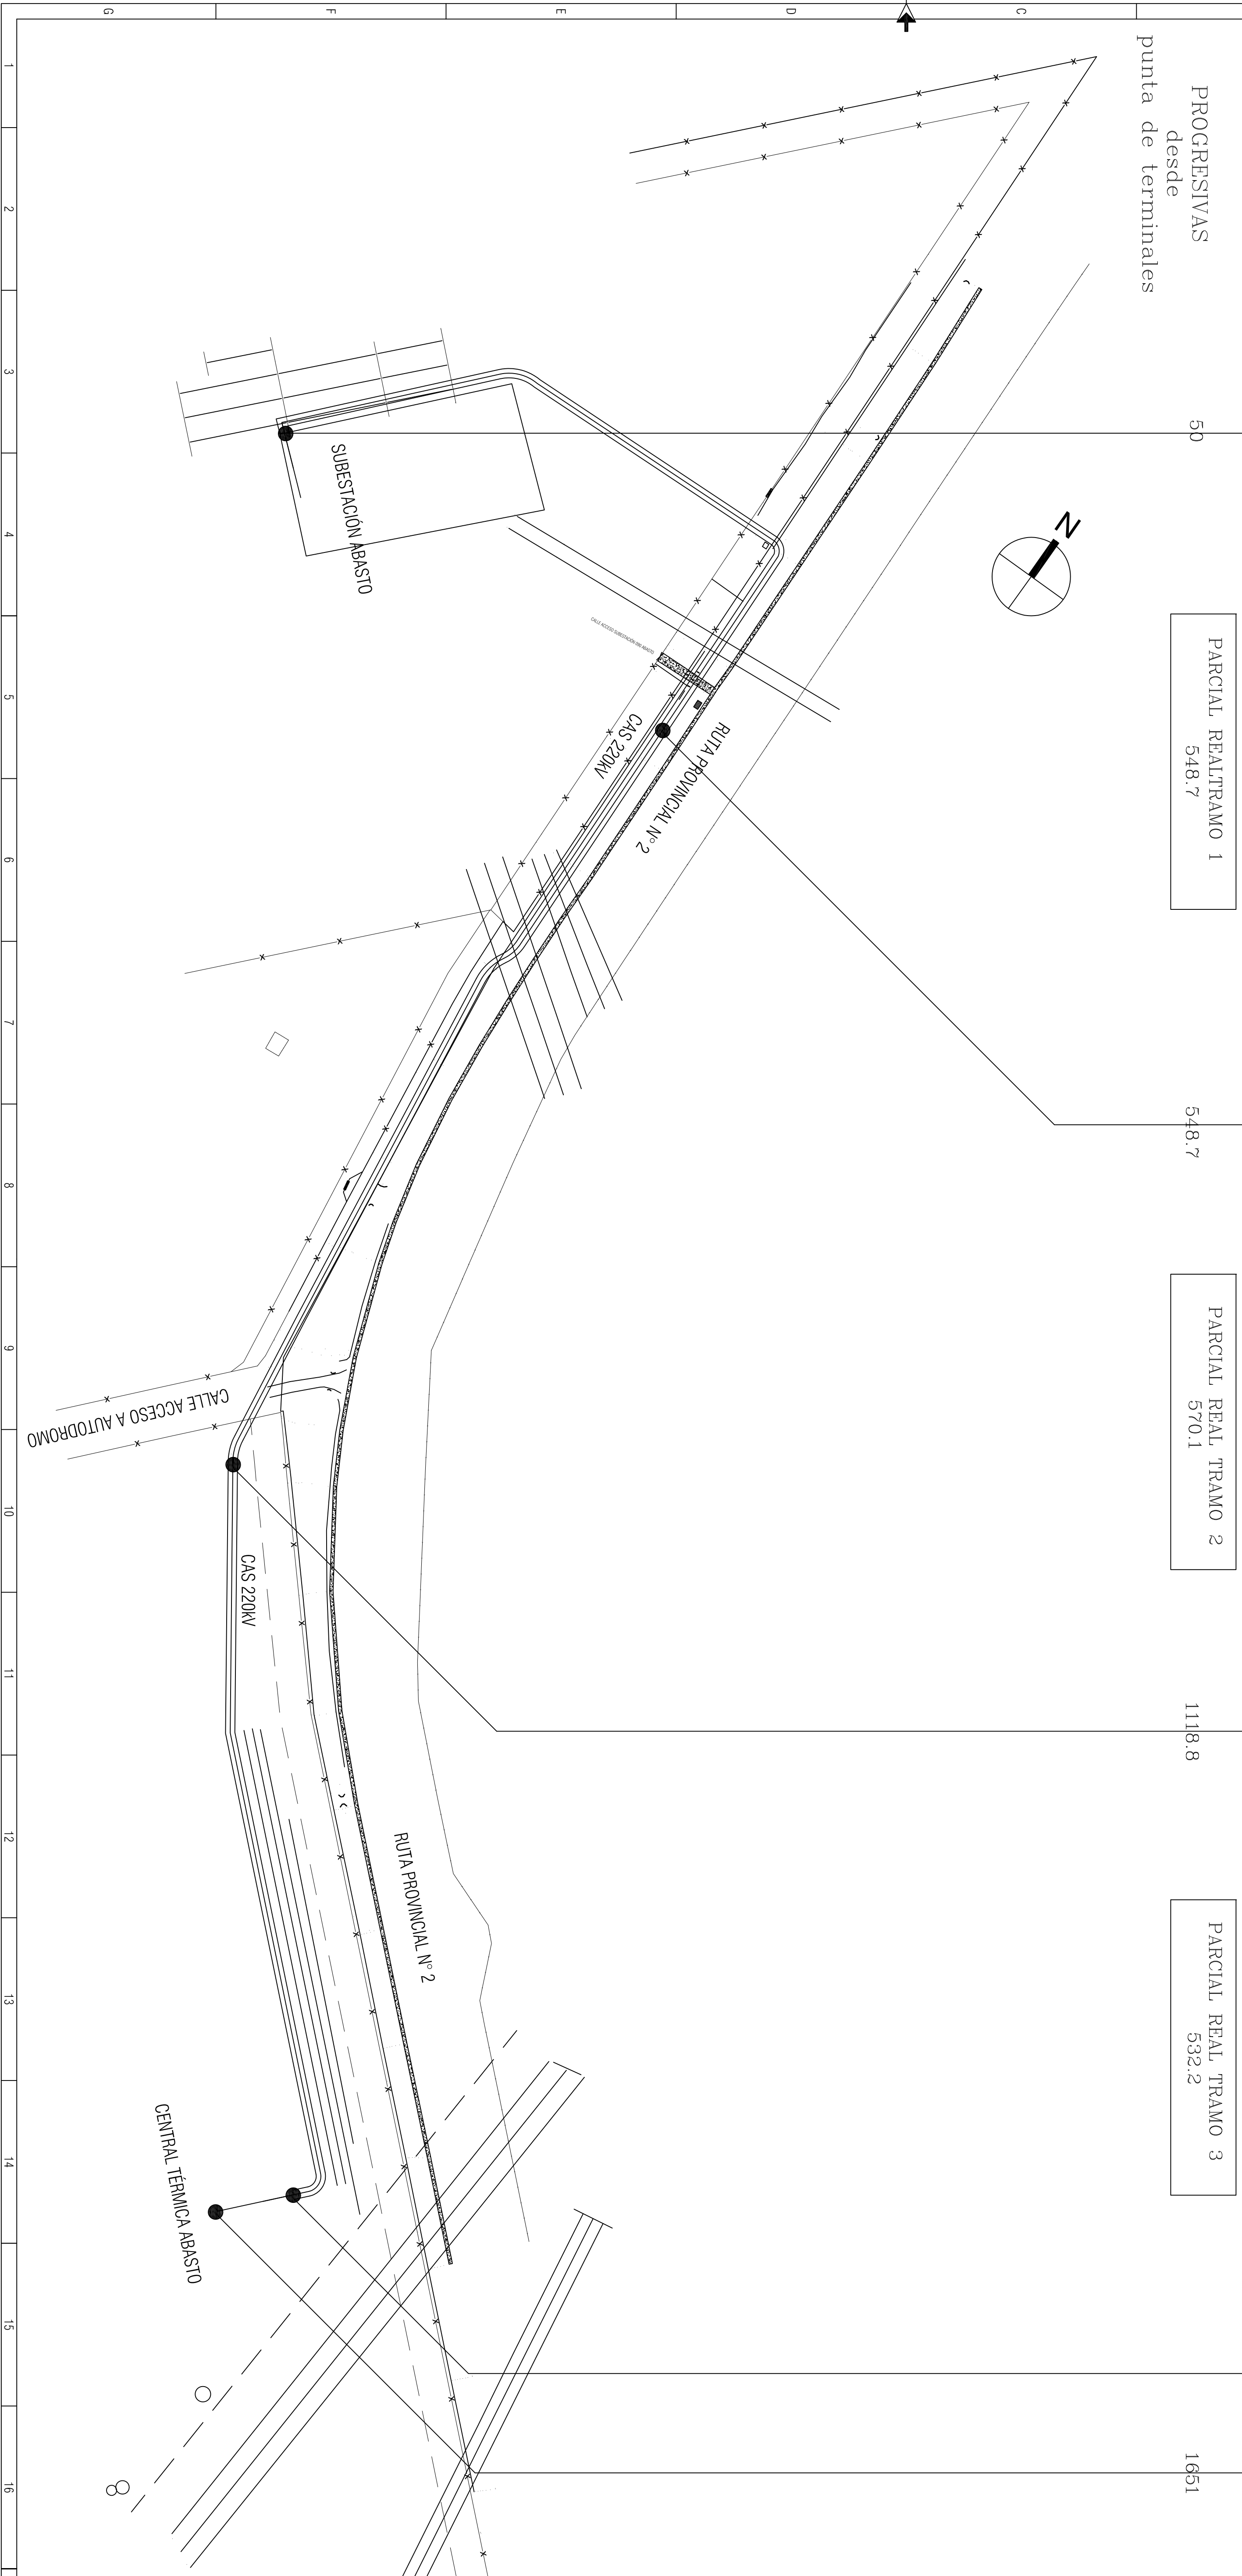 G
F
E
D
C
1
2
3
4
5
6
7
8
9
10
11
12
13
14
15
16
PROGRESIVAS
desde
punta de terminales
50
548.7
1118.8
1651
PARCIAL REALTRAMO 1
548.7
PARCIAL REAL TRAMO 2
570.1
PARCIAL REAL TRAMO 3
532.2
N
SUBESTACIÓN ABASTO
CAS 220kV
RUTA PROVINCIAL N° 2
CALLE ACCESO A AUTODROMO
CAS 220kV
RUTA PROVINCIAL N° 2
CENTRAL TÉRMICA ABASTO